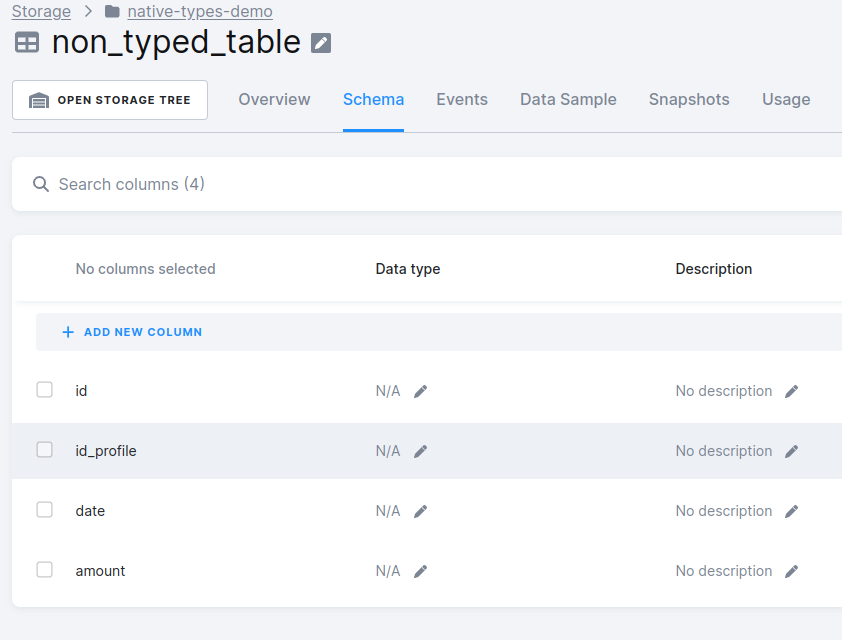 Storage > native-types-demo
non_typed_table
OPEN STORAGE TREE Overview Schema Events Data Sample Snapshots Usage
Search columns (4)
No columns selected Data type Description
+ ADD NEW COLUMN
id N/A No description
id_profile N/A No description
date N/A No description
amount N/A No description